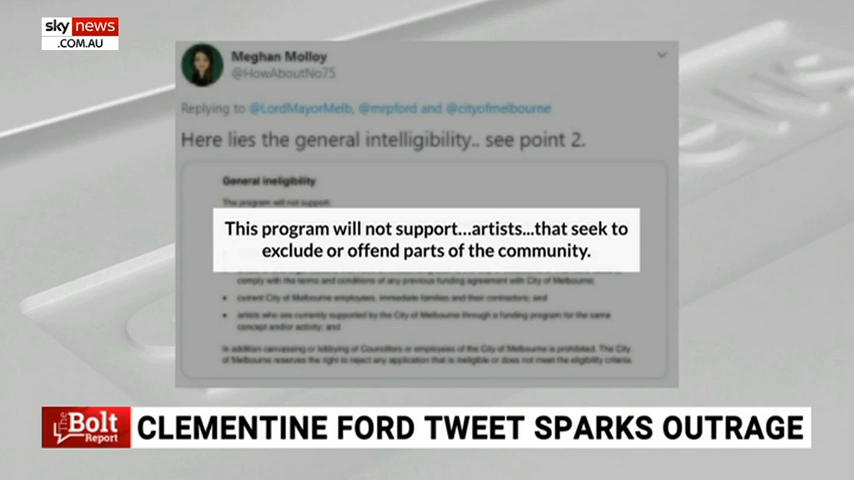 sky news
.COM.AU
Meghan Molloy
@HowAboutNo75
Replying to @LordMayorMelb, @mrpford and @cityofmelbourne
Here lies the general intelligibility.. see point 2.
General ineligibility
The program will not support:
This program will not support...artists...that seek to
exclude or offend parts of the community.
comply with the terms and conditions of any previous funding agreement with City of Melbourne;
• current City of Melbourne employees, immediate families and their contractors; and
• artists who are currently supported by the City of Melbourne through a funding program for the same
concept and/or activity; and
In addition canvassing or lobbying of Councillors or employees of the City of Melbourne is prohibited. The City
of Melbourne reserves the right to reject any application that is ineligible or does not meet the eligibility criteria.
The Bolt Report
CLEMENTINE FORD TWEET SPARKS OUTRAGE